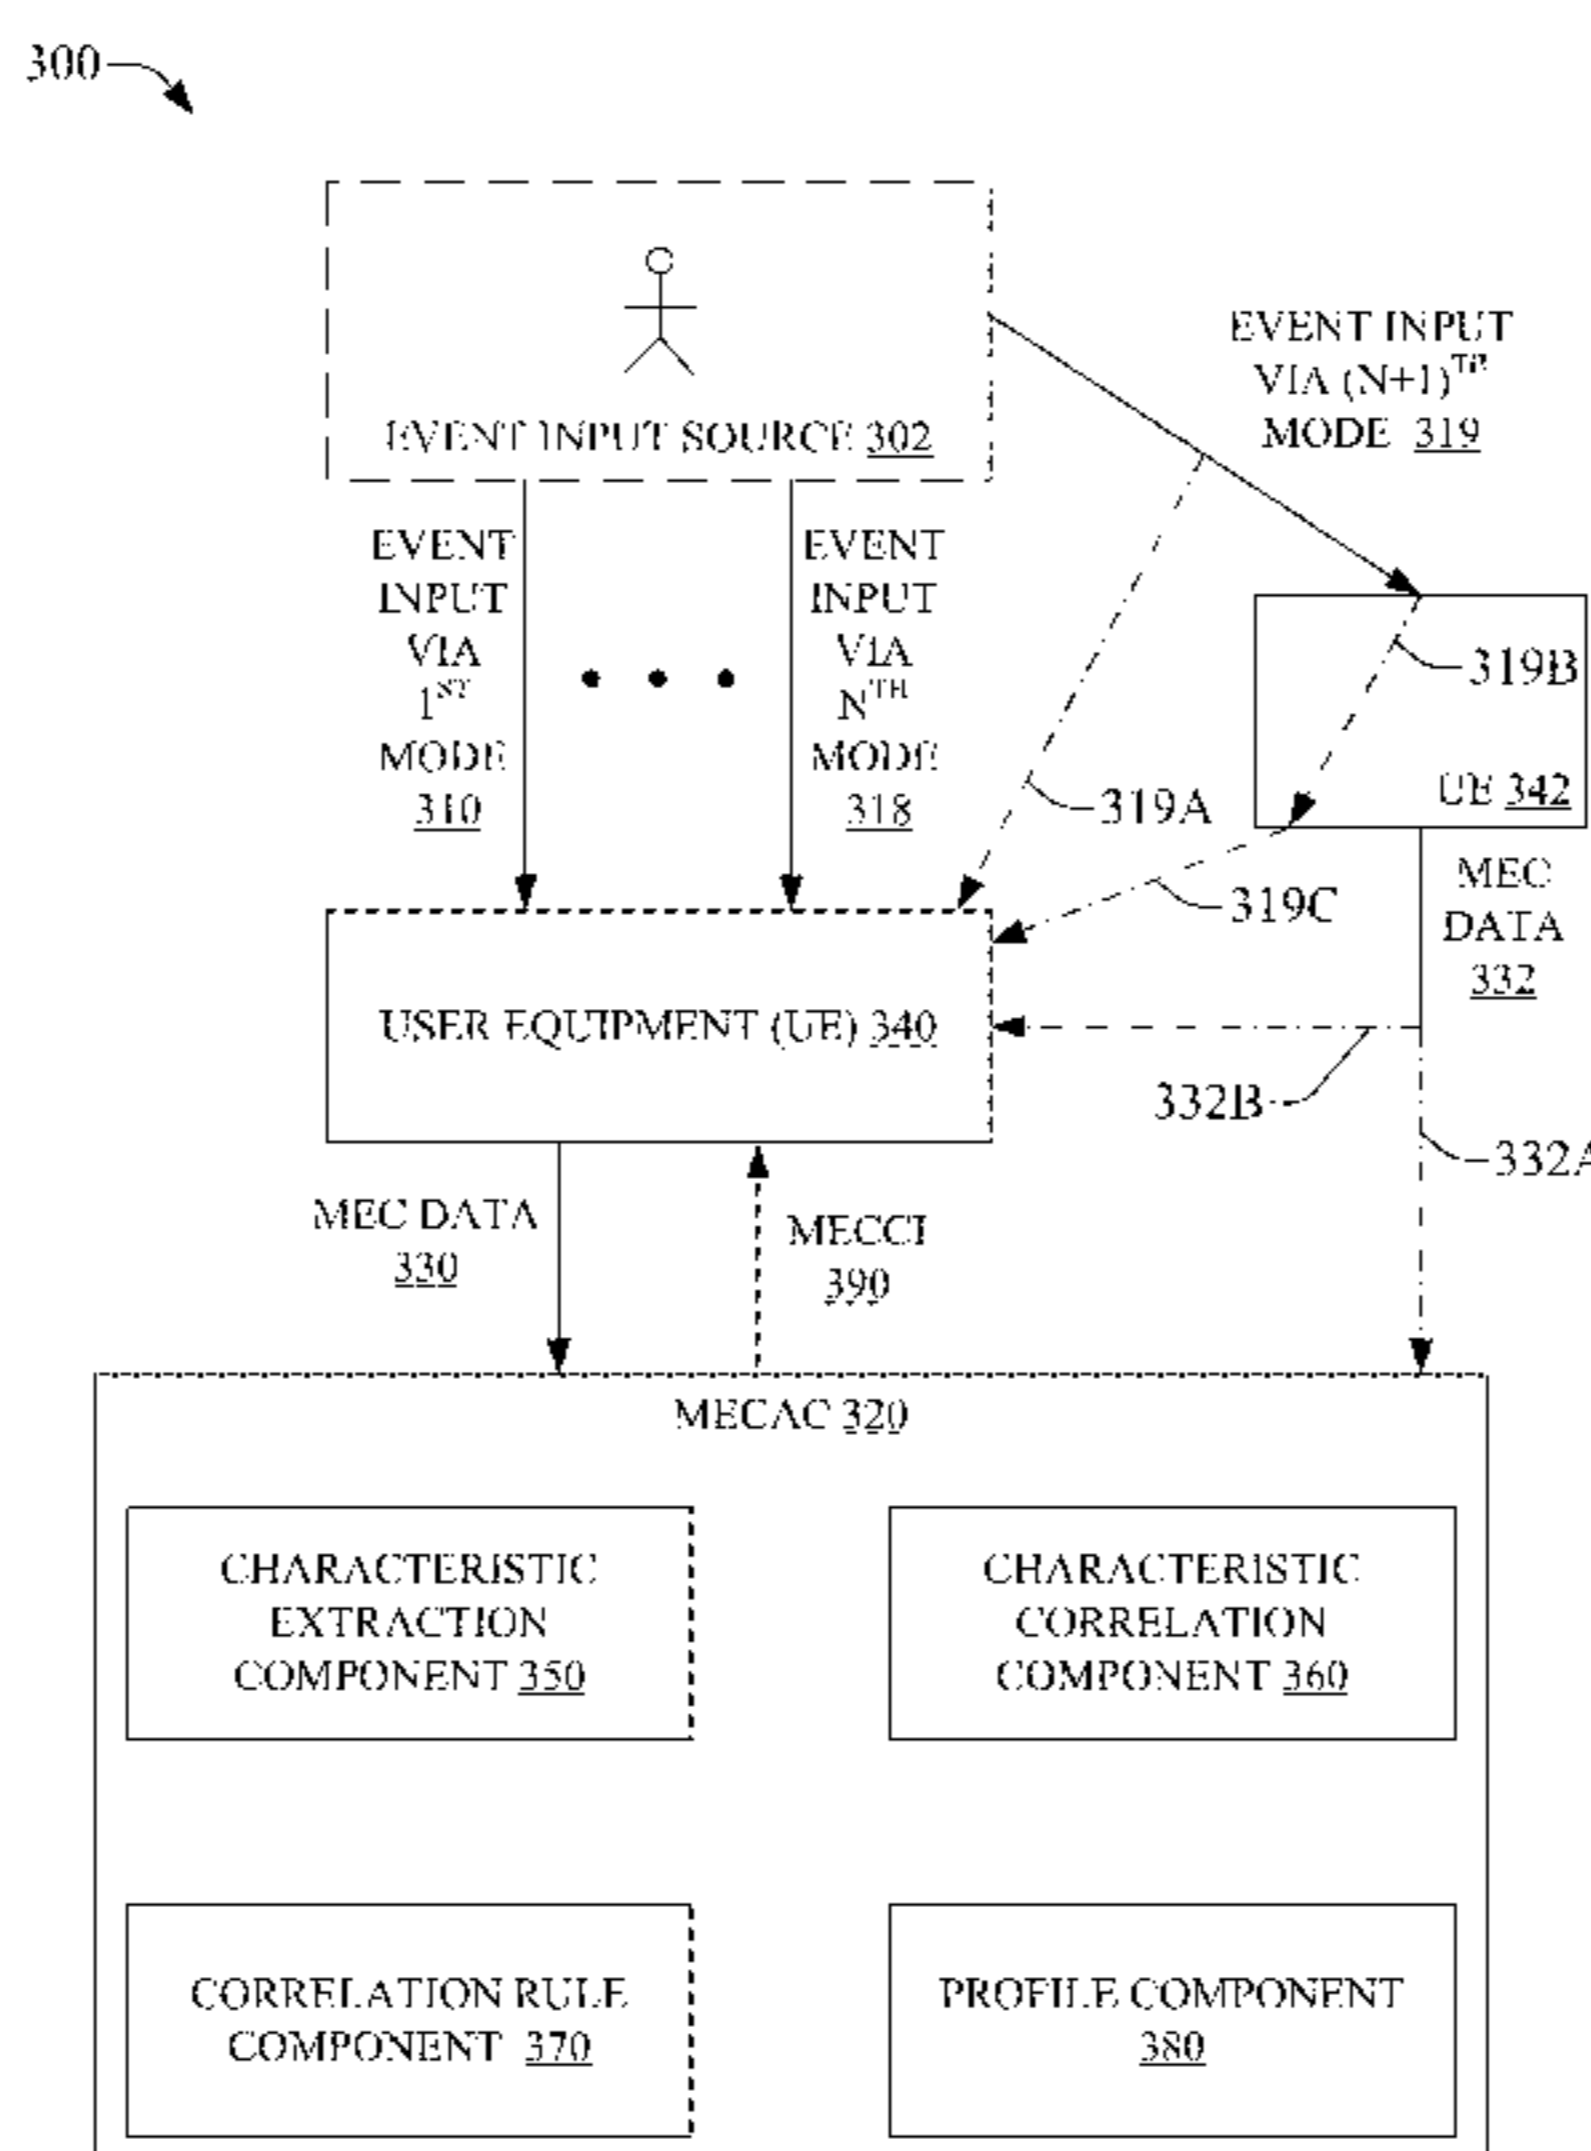 300
EVENT INPUT SOURCE 302
EVENT INPUT
VIA (N+1)TH
MODE 319
EVENT
INPUT
VIA
1ST
MODE
310
EVENT
INPUT
VIA
NTH
MODE
318
319B
UE 342
319A
319C
MEC
DATA
332
USER EQUIPMENT (UE) 340
332B
332A
MEC DATA
330
MECCI
390
MECAC 320
CHARACTERISTIC
EXTRACTION
COMPONENT 350
CHARACTERISTIC
CORRELATION
COMPONENT 360
CORRELATION RULE
COMPONENT 370
PROFILE COMPONENT
380